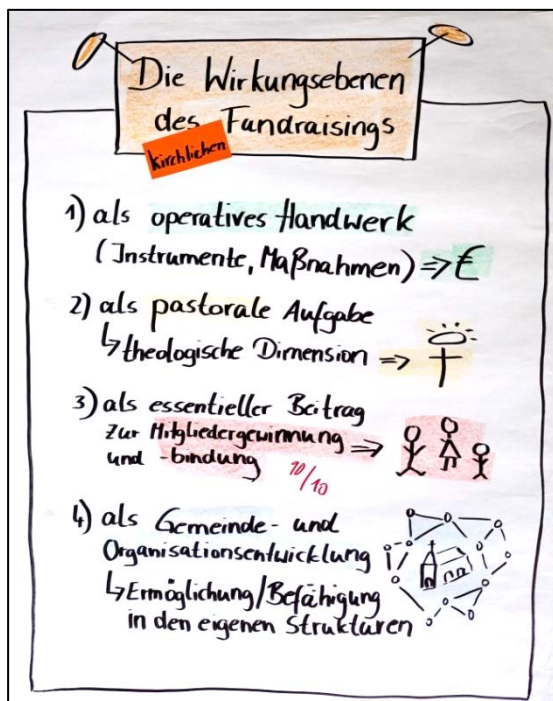 Die Wirkungsebenen
des Fundraisings
kirchlichen
1) als operatives Handwerk
(Instrumente, Maßnahmen) => €
2) als pastorale Aufgabe
↳ theologische Dimension =>
3) als essentieller Beitrag
zur Mitgliedergewinnung =>
und -bindung 10/10
4) als Gemeinde- und
Organisationsentwicklung
↳ Ermöglichung/Befähigung
in den eigenen Strukturen